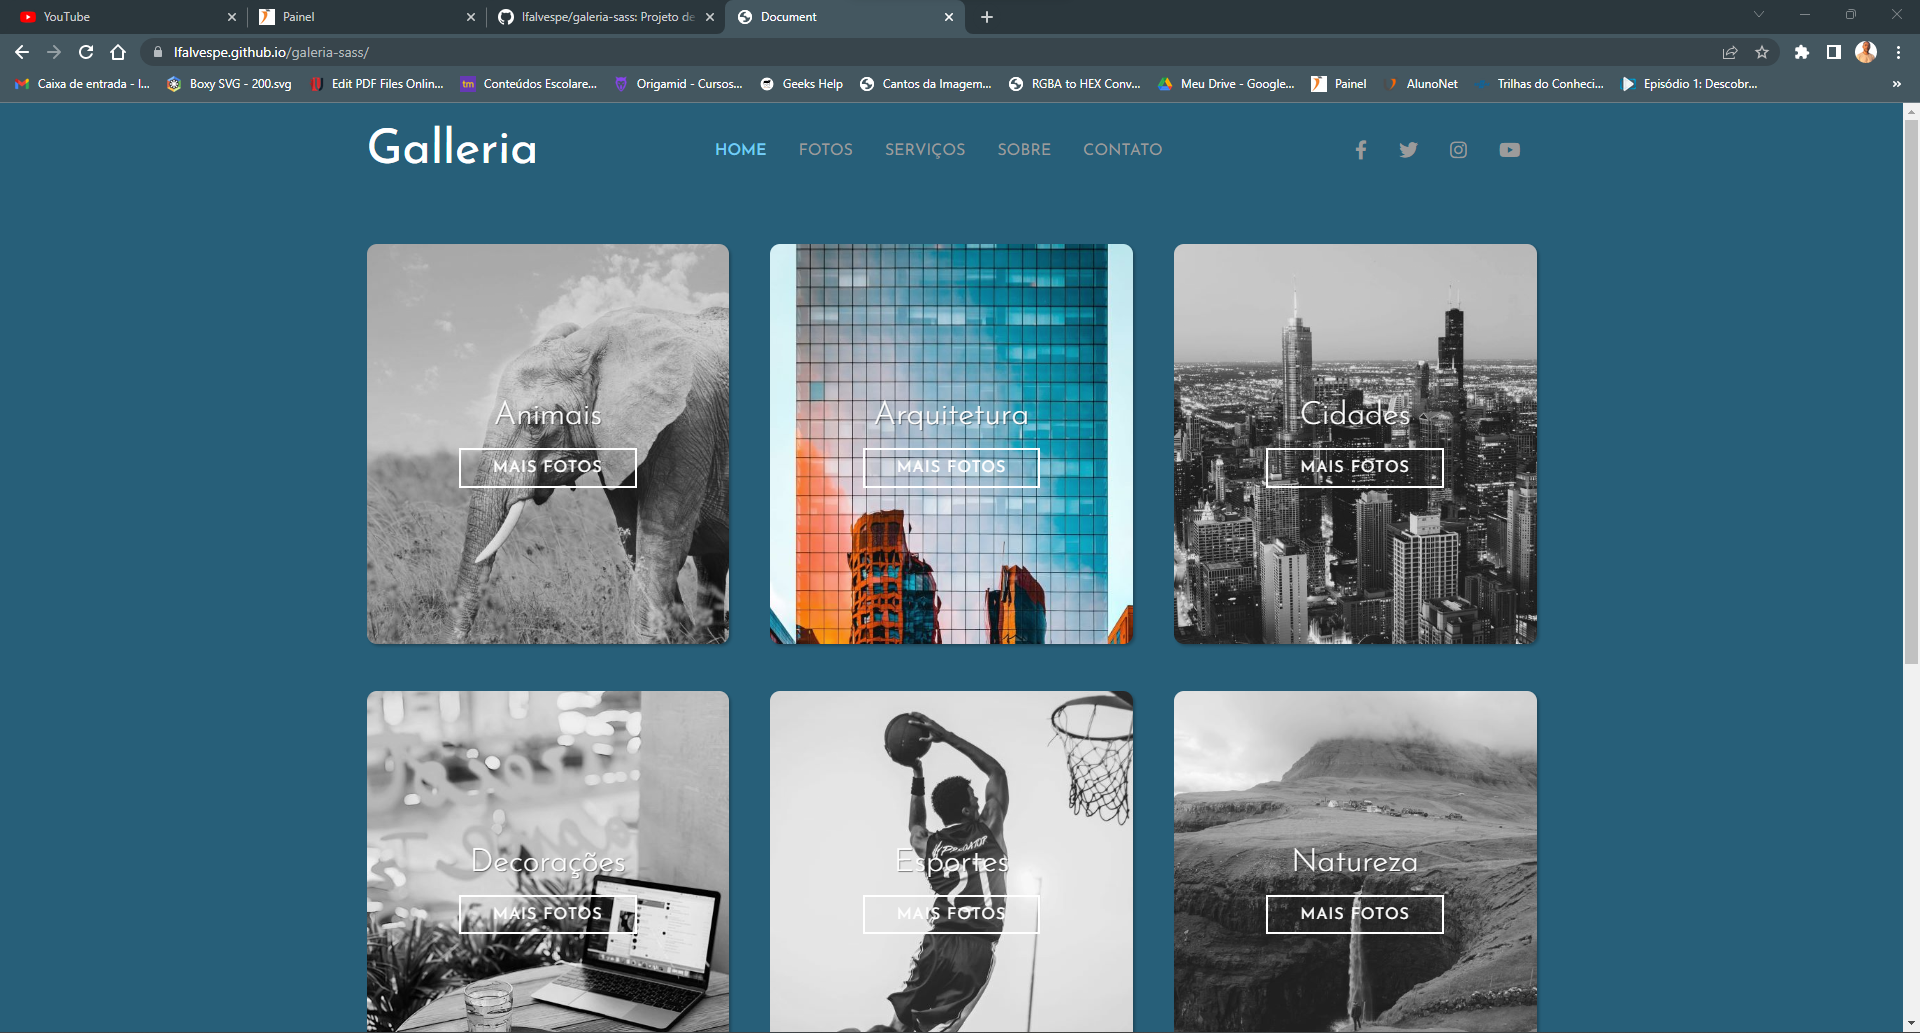 YouTube
Painel
lfalvespe/galeria-sass: Projeto de
Document
lfalvespe.github.io/galeria-sass/
Caixa de entrada - l...
Boxy SVG - 200.svg
Edit PDF Files Onlin...
tm
Conteúdos Escolare...
Origamid - Cursos...
Geeks Help
Cantos da Imagem...
RGBA to HEX Conv...
Meu Drive - Google...
Painel
AlunoNet
Trilhas do Conheci...
Episódio 1: Descobr...
»
Galleria
HOME
FOTOS
SERVIÇOS
SOBRE
CONTATO
Animais
MAIS FOTOS
Arquitetura
MAIS FOTOS
Cidades
MAIS FOTOS
Decorações
MAIS FOTOS
PREDATOR
Esportes
21
MAIS FOTOS
Natureza
MAIS FOTOS